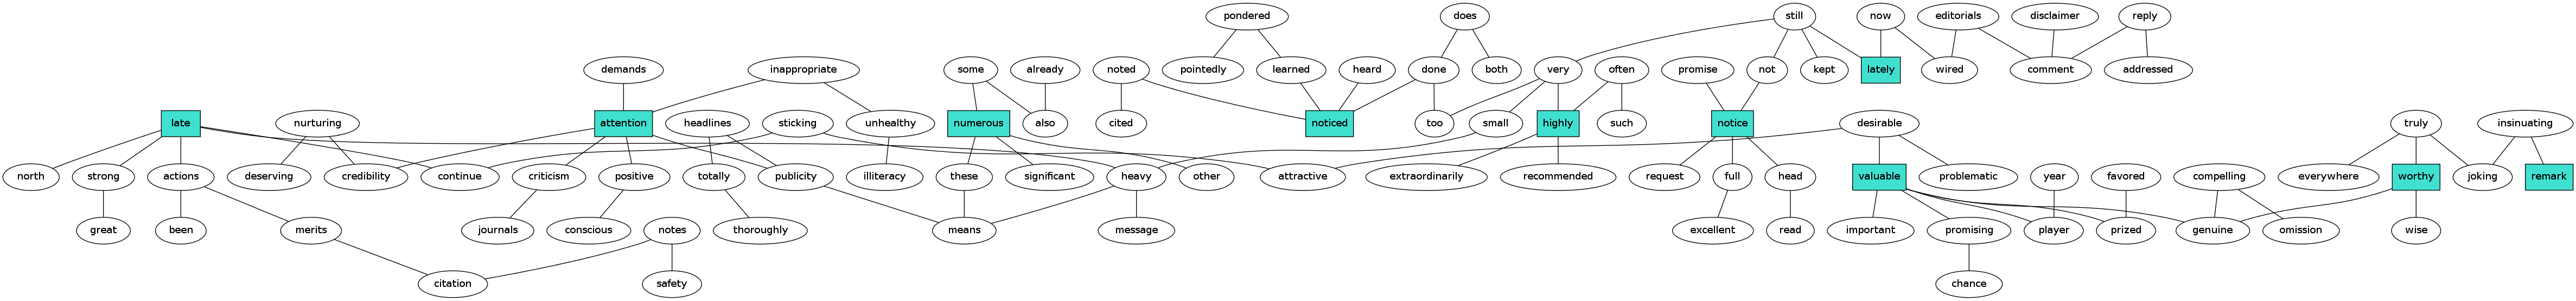 pondered does still now editorials disclaimer reply
demands inappropriate some already noted pointedly learned heard done both very often promise not kept lately wired comment addressed
late nurturing attention headlines sticking unhealthy numerous also cited noticed too small highly such notice desirable truly insinuating
north strong actions deserving credibility continue criticism positive totally publicity illiteracy these significant heavy other attractive extraordinarily recommended request full head valuable problematic year favored compelling everywhere worthy joking remark
great been merits journals conscious notes thoroughly means message excellent read important promising player prized genuine omission wise
citation safety chance